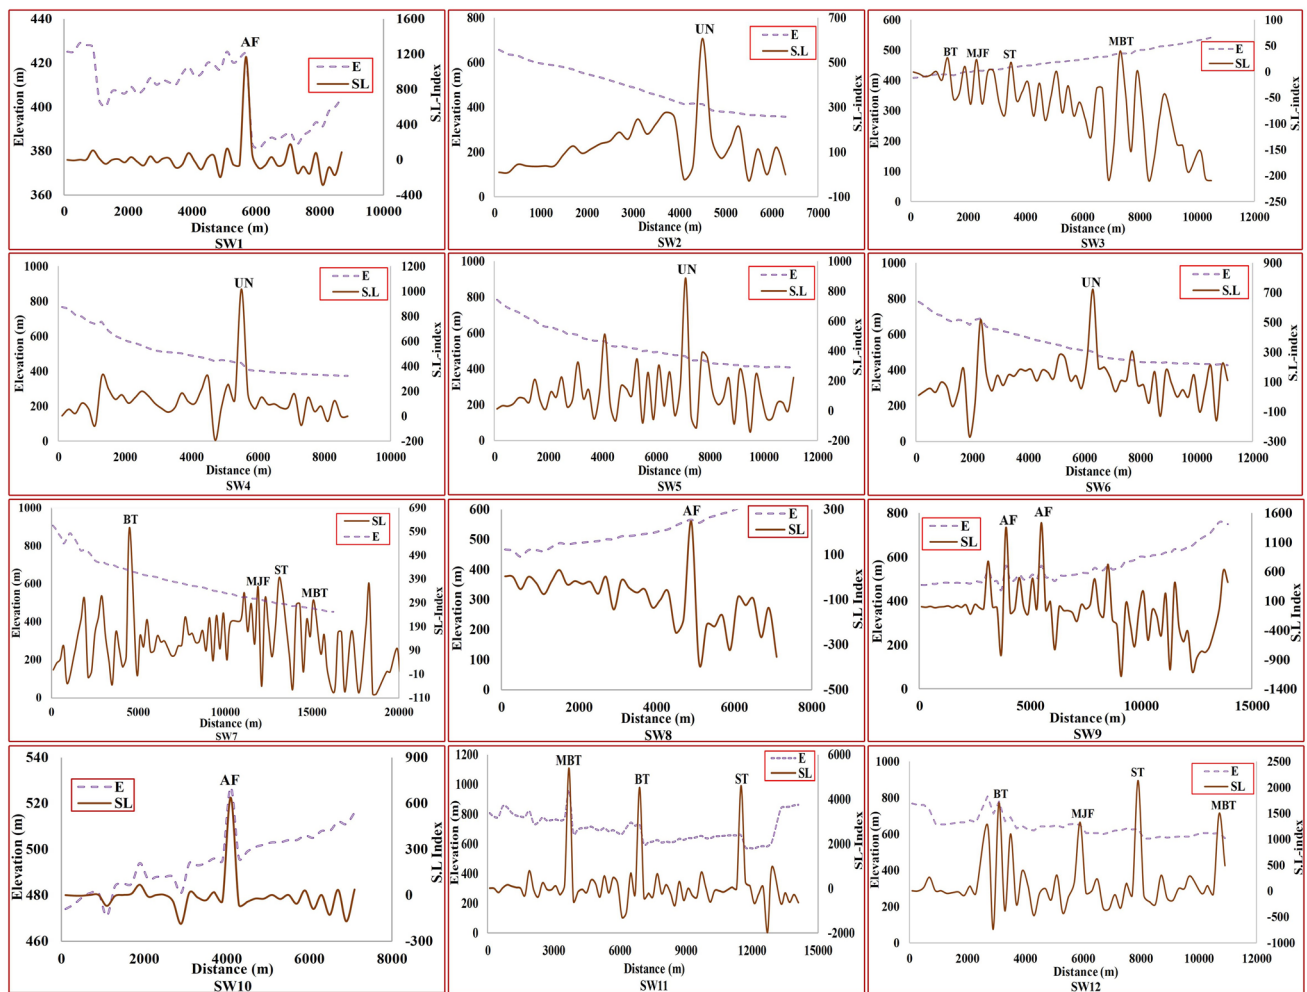 440
420
400
380
360
1600
1200
800
400
0
-400
0 2000 4000 6000 8000 10000
Elevation (m)
S.L-Index
AF
E
SL
Distance (m)
SW1
800
600
400
200
0
700
500
300
100
-100
0 1000 2000 3000 4000 5000 6000 7000
Elevation (m)
S.L-index
UN
E
S.L
Distance (m)
SW2
600
500
400
300
200
100
0
100
50
0
-50
-100
-150
-200
-250
0 2000 4000 6000 8000 10000 12000
Elevation (m)
S.L-index
BT MJF ST MBT
E
SL
Distance (m)
SW3
1000
800
600
400
200
0
1200
1000
800
600
400
200
0
-200
0 2000 4000 6000 8000 10000
Elevation (m)
S.L-index
UN
E
S.L
Distance (m)
SW4
1000
800
600
400
200
0
1000
800
600
400
200
0
-200
0 2000 4000 6000 8000 10000 12000
Elevation (m)
S.L-index
UN
E
S.L
Distance (m)
SW5
1000
800
600
400
200
0
900
700
500
300
100
-100
-300
0 2000 4000 6000 8000 10000 12000
Elevation (m)
S.L-index
UN
E
S.L
Distance (m)
SW6
1000
800
600
400
200
0
690
590
490
390
290
190
90
-10
-110
0 5000 10000 15000 20000
Elevation (m)
SL-Index
BT MJF ST MBT
SL
E
Distance (m)
SW7
600
500
400
300
200
100
0
300
100
-100
-300
-500
0 2000 4000 6000 8000
Elevation (m)
S.L Index
AF
E
SL
Distance (m)
SW8
800
600
400
200
0
1600
1100
600
100
-400
-900
-1400
0 5000 10000 15000
Elevation (m)
S.L Index
AF AF
E
SL
Distance (m)
SW9
540
520
500
480
460
900
600
300
0
-300
0 2000 4000 6000 8000
Elevation (m)
S.L Index
AF
E
SL
Distance (m)
SW10
1200
1000
800
600
400
200
0
6000
4000
2000
0
-2000
0 3000 6000 9000 12000 15000
Elevation (m)
SL-Index
MBT BT ST
E
SL
Distance (m)
SW11
1000
800
600
400
200
0
2500
2000
1500
1000
500
0
-500
-1000
0 2000 4000 6000 8000 10000 12000
Elevation (m)
S.L-index
BT MJF ST MBT
E
SL
Distance (m)
SW12